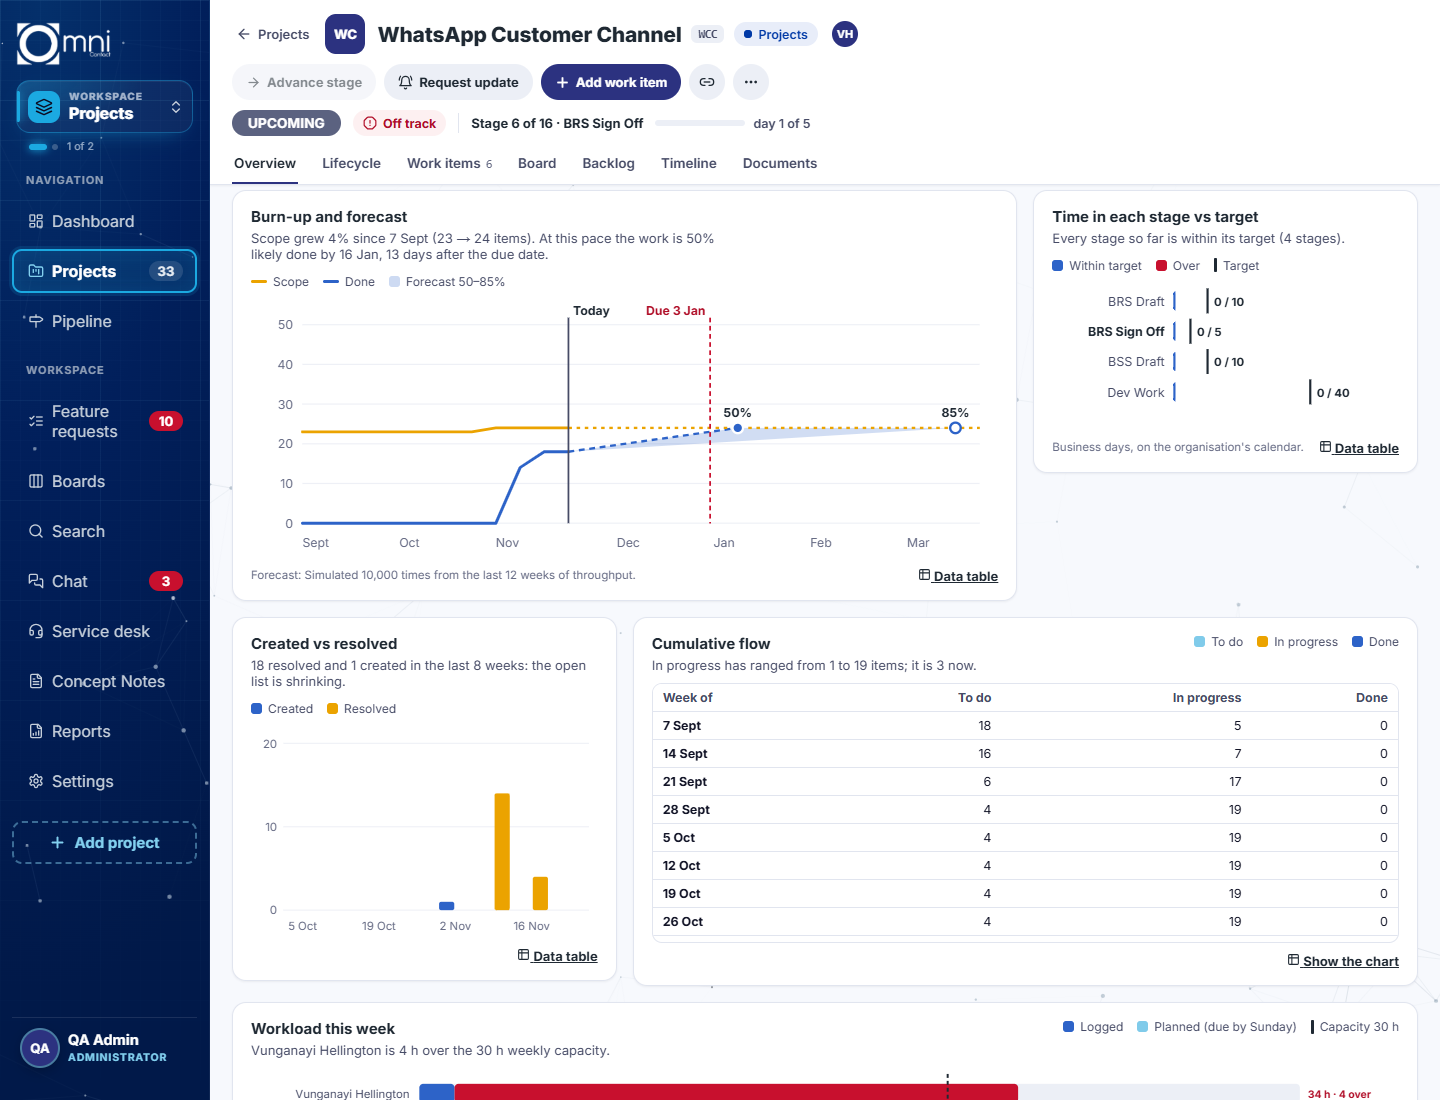 Omni
Contact
WORKSPACE
Projects
1 of 2
NAVIGATION
Dashboard
Projects 33
Pipeline
WORKSPACE
Feature requests 10
Boards
Search
Chat 3
Service desk
Concept Notes
Reports
Settings
+ Add project
QA
QA Admin
ADMINISTRATOR
← Projects
WC
WhatsApp Customer Channel
WCC
Projects
VH
→ Advance stage
Request update
+ Add work item
UPCOMING
Off track
Stage 6 of 16 · BRS Sign Off
day 1 of 5
Overview
Lifecycle
Work items 6
Board
Backlog
Timeline
Documents
Burn-up and forecast
Scope grew 4% since 7 Sept (23 → 24 items). At this pace the work is 50%
likely done by 16 Jan, 13 days after the due date.
Scope Done Forecast 50–85%
Today
Due 3 Jan
50
40
30
20
10
0
50%
85%
Sept Oct Nov Dec Jan Feb Mar
Forecast: Simulated 10,000 times from the last 12 weeks of throughput.
Data table
Time in each stage vs target
Every stage so far is within its target (4 stages).
Within target Over Target
BRS Draft 0 / 10
BRS Sign Off 0 / 5
BSS Draft 0 / 10
Dev Work 0 / 40
Business days, on the organisation's calendar.
Data table
Created vs resolved
18 resolved and 1 created in the last 8 weeks: the open
list is shrinking.
Created Resolved
20
10
0
5 Oct 19 Oct 2 Nov 16 Nov
Data table
Cumulative flow
To do In progress Done
In progress has ranged from 1 to 19 items; it is 3 now.
Week of To do In progress Done
7 Sept 18 5 0
14 Sept 16 7 0
21 Sept 6 17 0
28 Sept 4 19 0
5 Oct 4 19 0
12 Oct 4 19 0
19 Oct 4 19 0
26 Oct 4 19 0
Show the chart
Workload this week
Logged Planned (due by Sunday) Capacity 30 h
Vunganayi Hellington is 4 h over the 30 h weekly capacity.
Vunganayi Hellington
34 h · 4 over